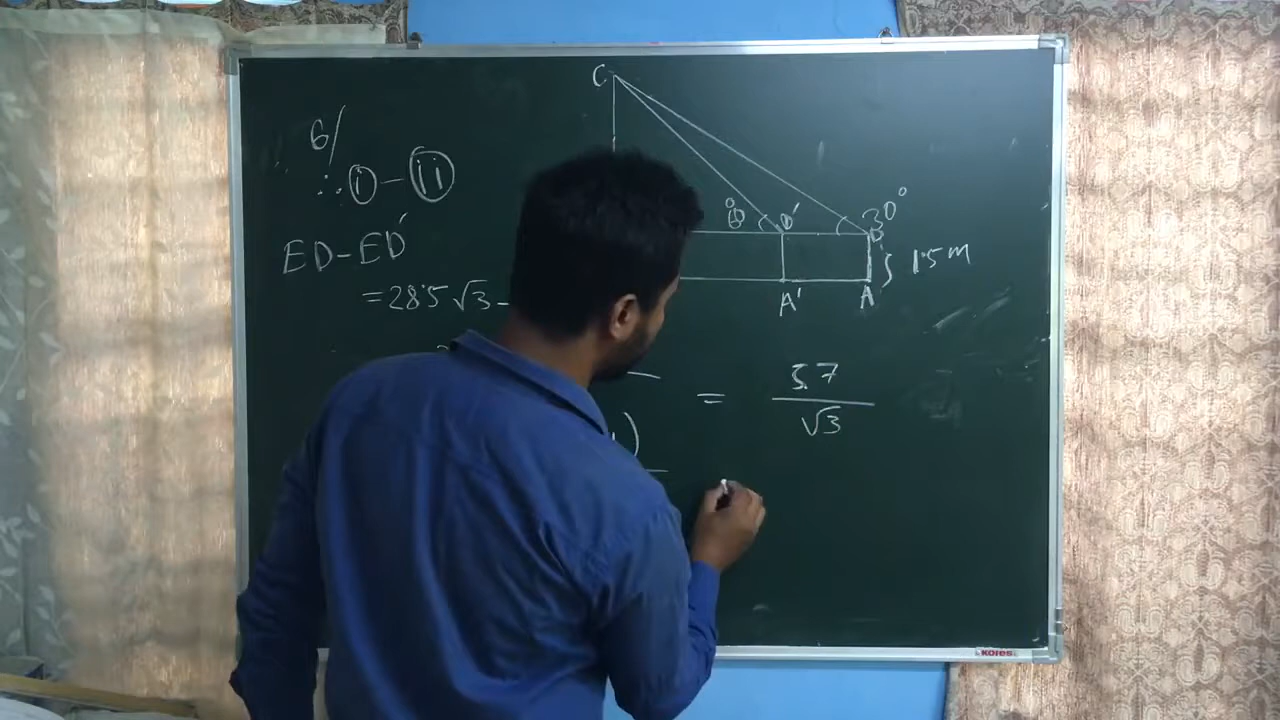 6/
∴ (i) - (ii)
ED-ED'
=28.5√3-
C
D'
30°
B
1.5 m
A'
A
= 57/√3
KORES